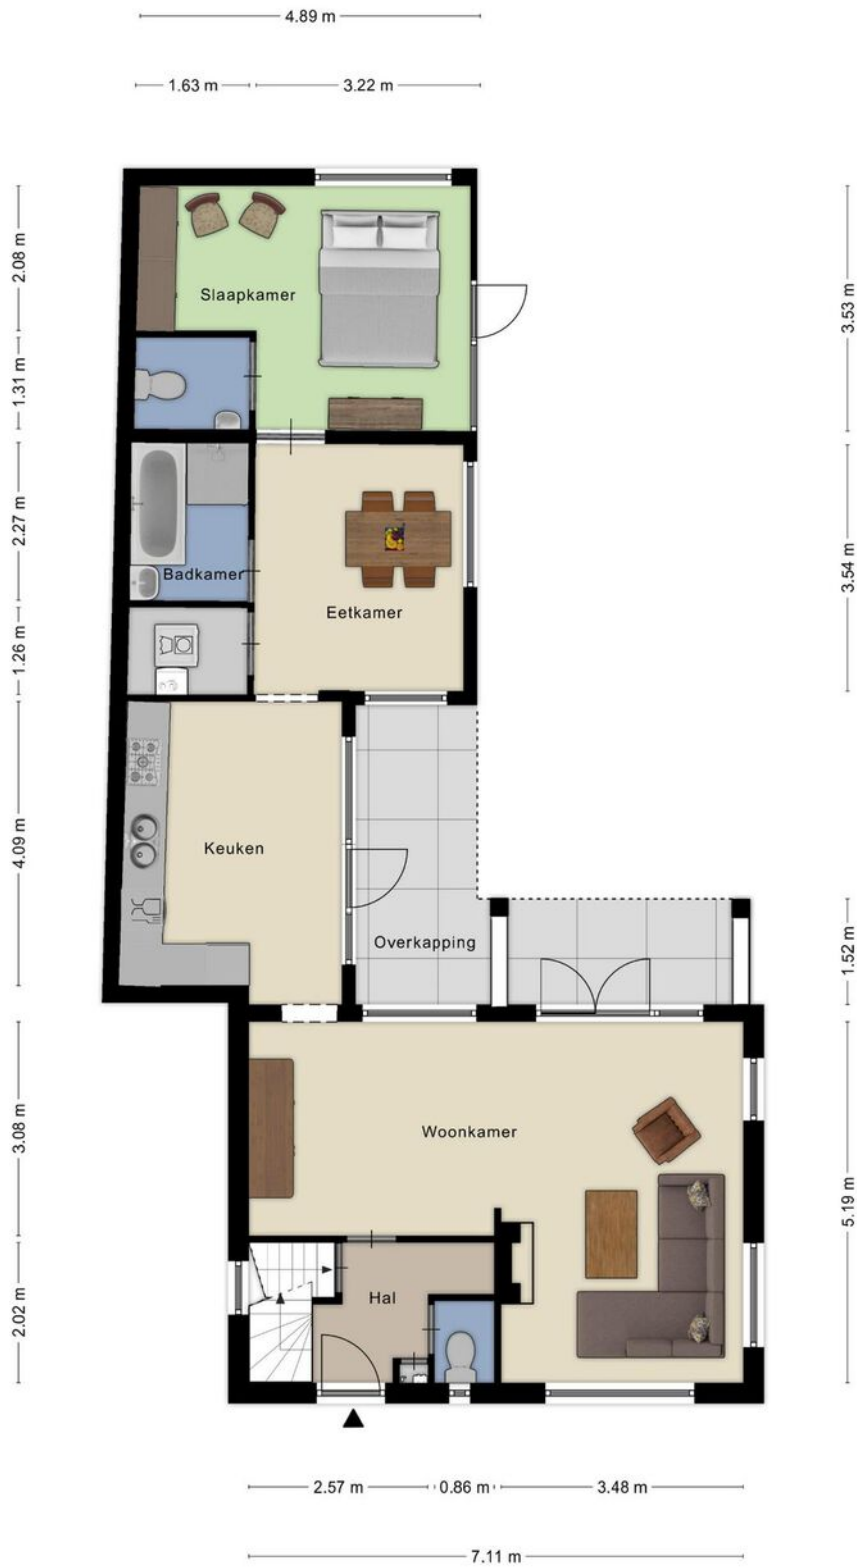 4.89 m
1.63 m
3.22 m
2.08 m
3.53 m
Slaapkamer
1.31 m
2.27 m
3.54 m
Badkamer
Eetkamer
1.26 m
4.09 m
Keuken
Overkapping
1.52 m
3.08 m
Woonkamer
5.19 m
2.02 m
Hal
2.57 m
0.86 m
3.48 m
7.11 m